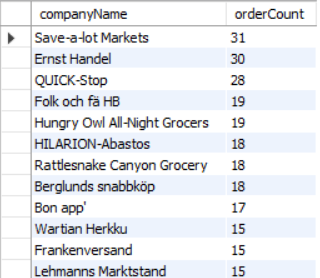 companyName orderCount
Save-a-lot Markets 31
Ernst Handel 30
QUICK-Stop 28
Folk och fä HB 19
Hungry Owl All-Night Grocers 19
HILARION-Abastos 18
Rattlesnake Canyon Grocery 18
Berglunds snabbköp 18
Bon app' 17
Wartian Herkku 15
Frankenversand 15
Lehmanns Marktstand 15